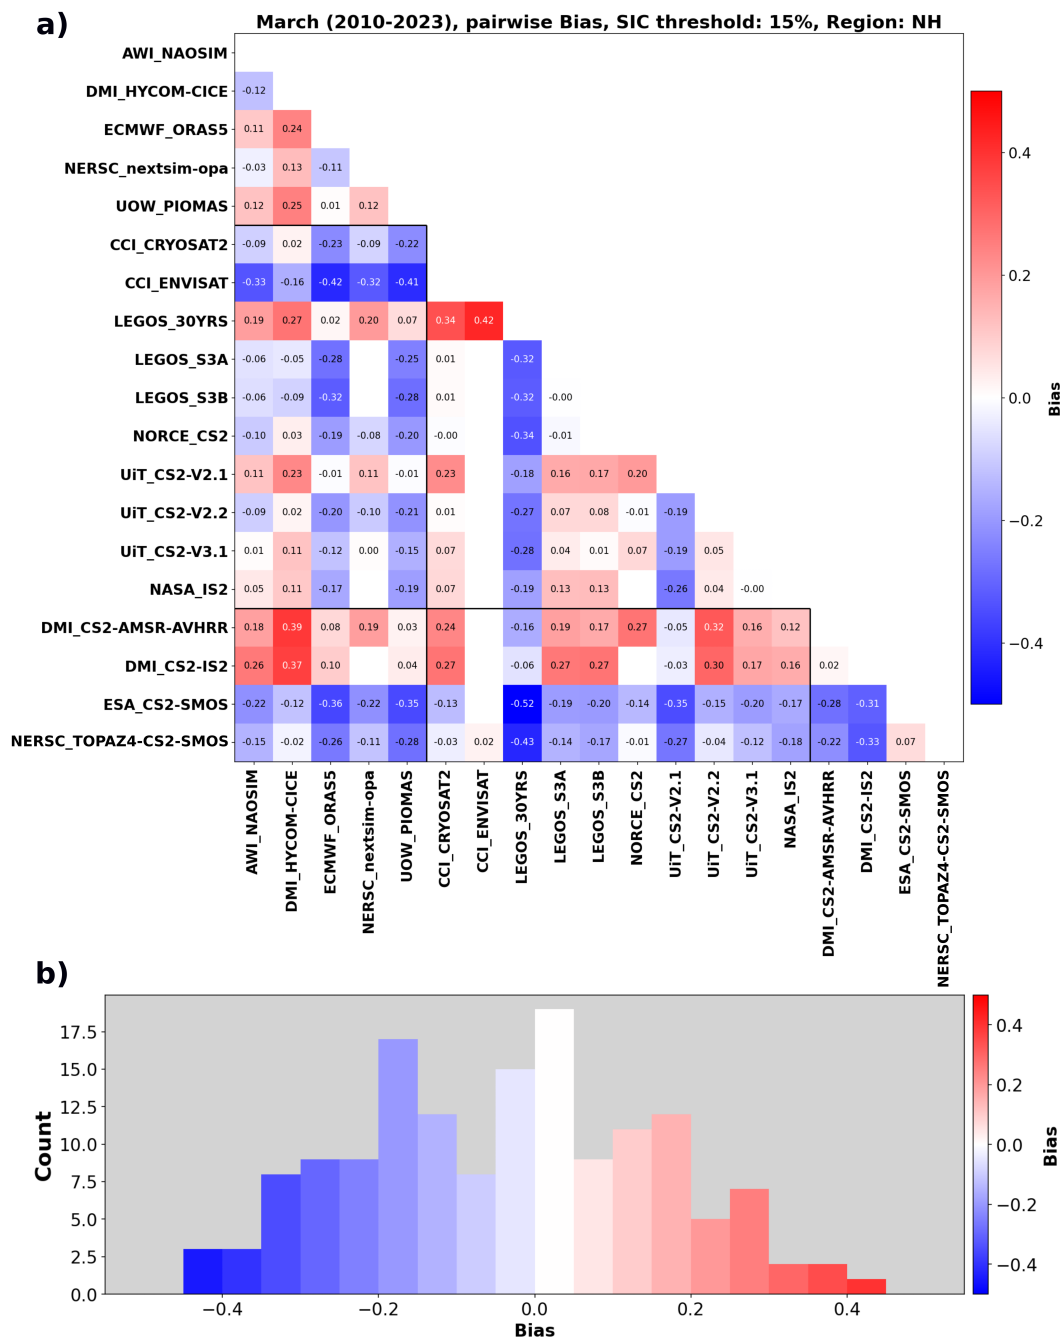 a)
March (2010-2023), pairwise Bias, SIC threshold: 15%, Region: NH
AWI_NAOSIM
DMI_HYCOM-CICE -0.12
ECMWF_ORAS5 0.11 0.24
NERSC_nextsim-opa -0.03 0.13 -0.11
UOW_PIOMAS 0.12 0.25 0.01 0.12
CCI_CRYOSAT2 -0.09 0.02 -0.23 -0.09 -0.22
CCI_ENVISAT -0.33 -0.16 -0.42 -0.32 -0.41
LEGOS_30YRS 0.19 0.27 0.02 0.20 0.07 0.34 0.42
LEGOS_S3A -0.06 -0.05 -0.28 -0.25 0.01 -0.32
LEGOS_S3B -0.06 -0.09 -0.32 -0.28 0.01 -0.32 -0.00
NORCE_CS2 -0.10 0.03 -0.19 -0.08 -0.20 -0.00 -0.34 -0.01
UiT_CS2-V2.1 0.11 0.23 -0.01 0.11 -0.01 0.23 -0.18 0.16 0.17 0.20
UiT_CS2-V2.2 -0.09 0.02 -0.20 -0.10 -0.21 0.01 -0.27 0.07 0.08 -0.01 -0.19
UiT_CS2-V3.1 0.01 0.11 -0.12 0.00 -0.15 0.07 -0.28 0.04 0.01 0.07 -0.19 0.05
NASA_IS2 0.05 0.11 -0.17 -0.19 0.07 -0.19 0.13 0.13 -0.26 0.04 -0.00
DMI_CS2-AMSR-AVHRR 0.18 0.39 0.08 0.19 0.03 0.24 -0.16 0.19 0.17 0.27 -0.05 0.32 0.16 0.12
DMI_CS2-IS2 0.26 0.37 0.10 0.04 0.27 -0.06 0.27 0.27 -0.03 0.30 0.17 0.16 0.02
ESA_CS2-SMOS -0.22 -0.12 -0.36 -0.22 -0.35 -0.13 -0.52 -0.19 -0.20 -0.14 -0.35 -0.15 -0.20 -0.17 -0.28 -0.31
NERSC_TOPAZ4-CS2-SMOS -0.15 -0.02 -0.26 -0.11 -0.28 -0.03 0.02 -0.43 -0.14 -0.17 -0.01 -0.27 -0.04 -0.12 -0.18 -0.22 -0.33 0.07
AWI_NAOSIM
DMI_HYCOM-CICE
ECMWF_ORAS5
NERSC_nextsim-opa
UOW_PIOMAS
CCI_CRYOSAT2
CCI_ENVISAT
LEGOS_30YRS
LEGOS_S3A
LEGOS_S3B
NORCE_CS2
UiT_CS2-V2.1
UiT_CS2-V2.2
UiT_CS2-V3.1
NASA_IS2
DMI_CS2-AMSR-AVHRR
DMI_CS2-IS2
ESA_CS2-SMOS
NERSC_TOPAZ4-CS2-SMOS
0.4
0.2
0.0
−0.2
−0.4
Bias
b)
Count
17.5
15.0
12.5
10.0
7.5
5.0
2.5
0.0
−0.4 −0.2 0.0 0.2 0.4
Bias
0.4
0.2
0.0
−0.2
−0.4
Bias